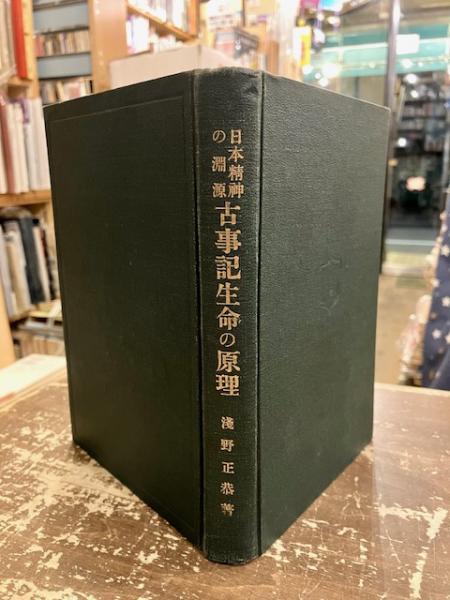 日本精神
の淵源
古事記生命の原理
淺野正恭著